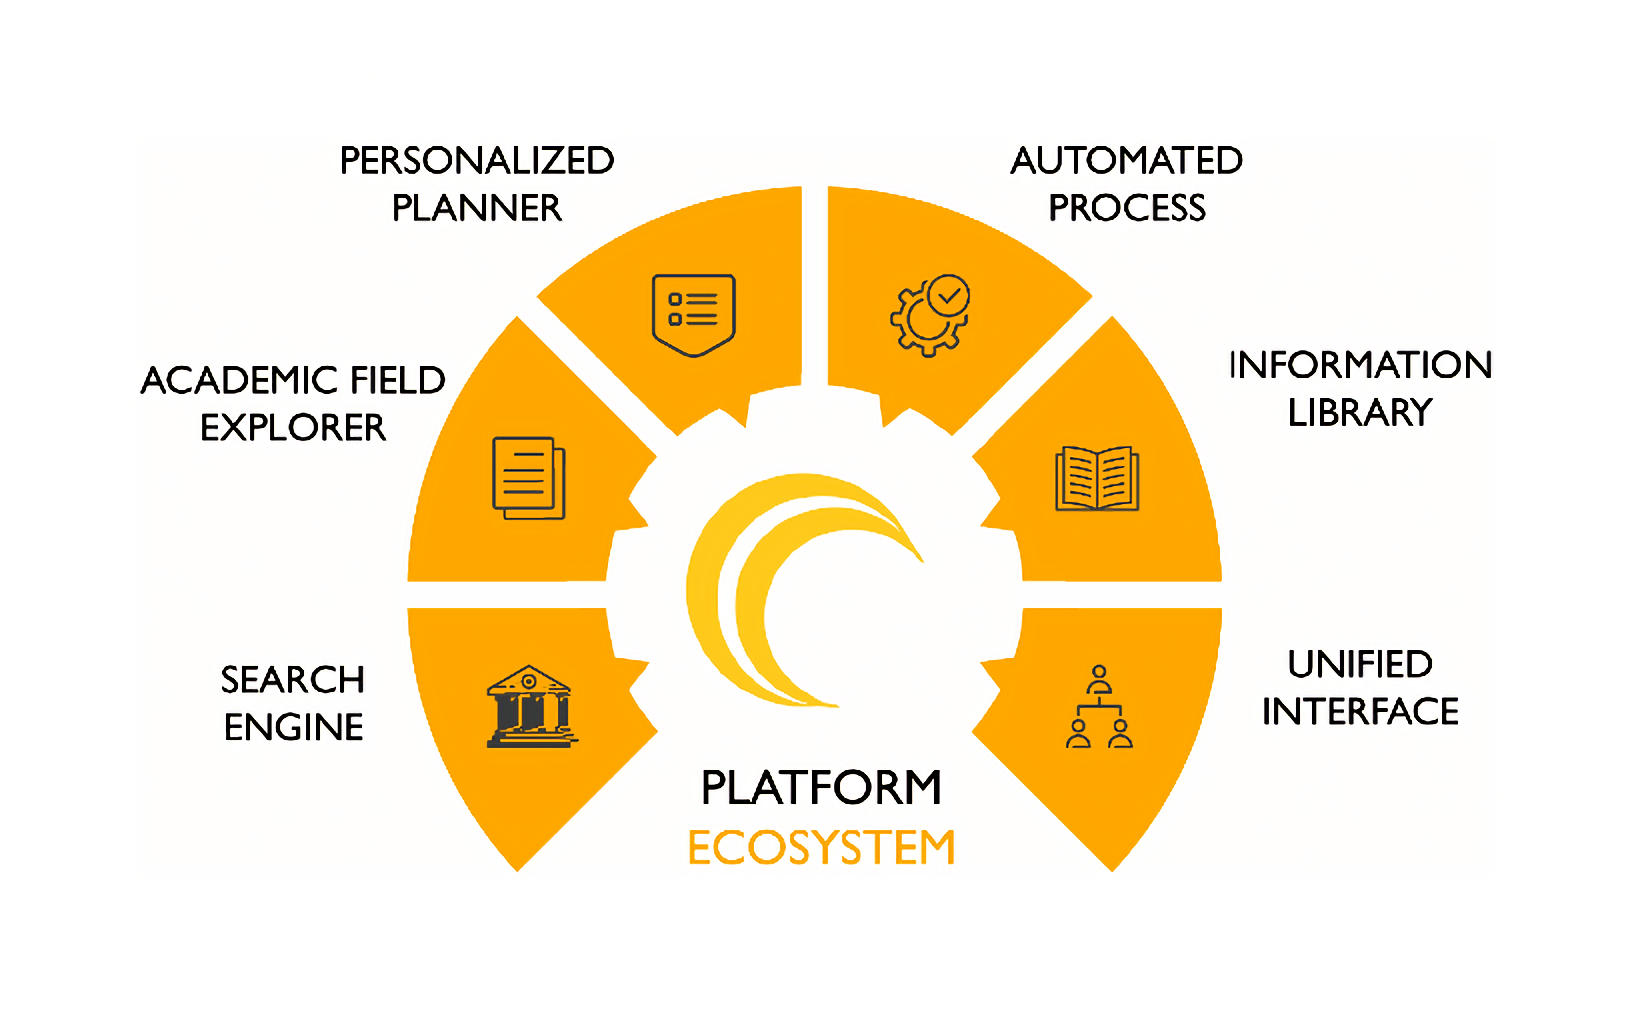 PERSONALIZED
PLANNER
AUTOMATED
PROCESS
ACADEMIC FIELD
EXPLORER
INFORMATION
LIBRARY
SEARCH
ENGINE
UNIFIED
INTERFACE
PLATFORM
ECOSYSTEM